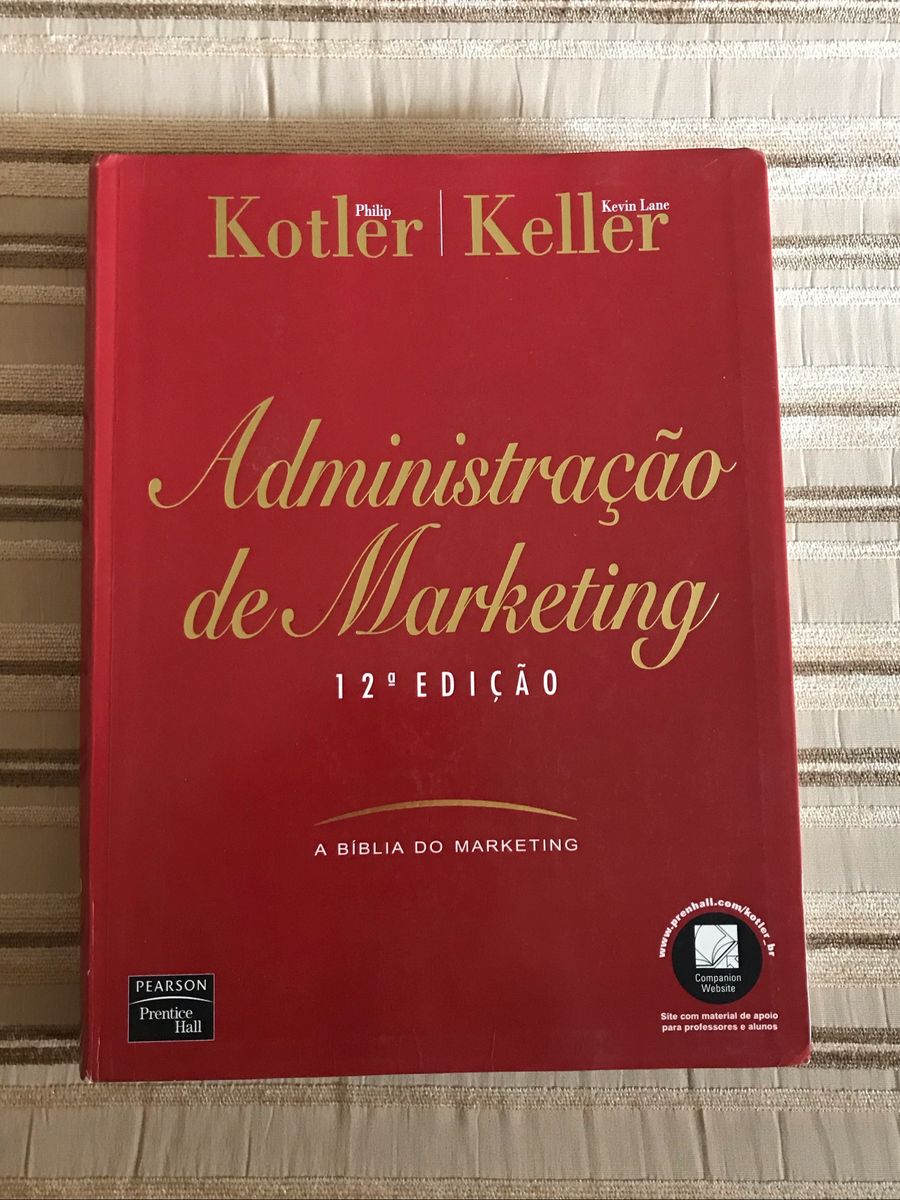 Philip Kotler | Kevin Lane Keller
Administração
de Marketing
12ª EDIÇÃO
A BÍBLIA DO MARKETING
www.prenhall.com/kotler_br
Companion
Website
Site com material de apoio
para professores e alunos
PEARSON
Prentice
Hall